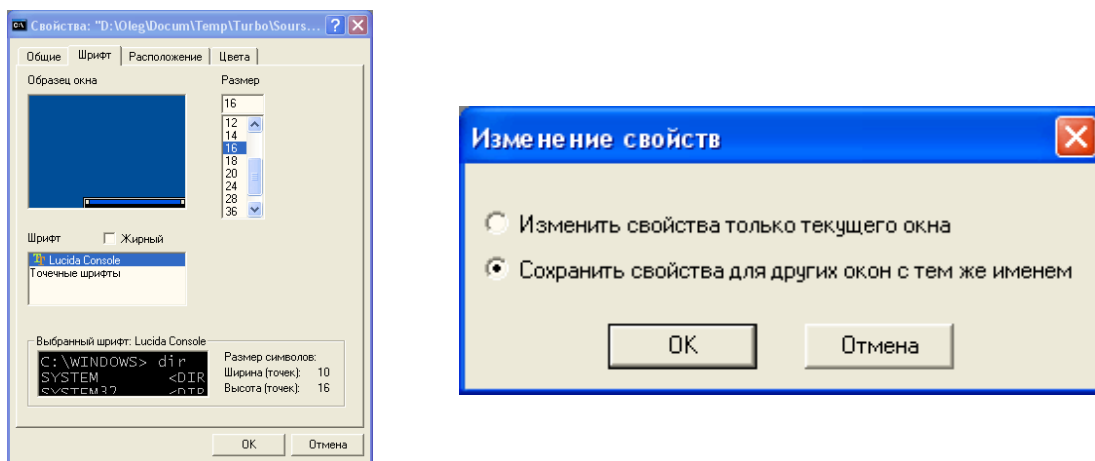 Свойства: "D:\Oleg\Docum\Temp\Turbo\Sours...
Общие Шрифт Расположение Цвета
Образец окна Размер
16
12
14
16
18
20
24
28
36
Шрифт Жирный
Lucida Console
Точечные шрифты
Выбранный шрифт: Lucida Console
C:\WINDOWS> dir
SYSTEM <DIR
SYSTEM32 <DIR
Размер символов:
Ширина (точек): 10
Высота (точек): 16
OK Отмена
Изменение свойств
Изменить свойства только текущего окна
Сохранить свойства для других окон с тем же именем
OK Отмена